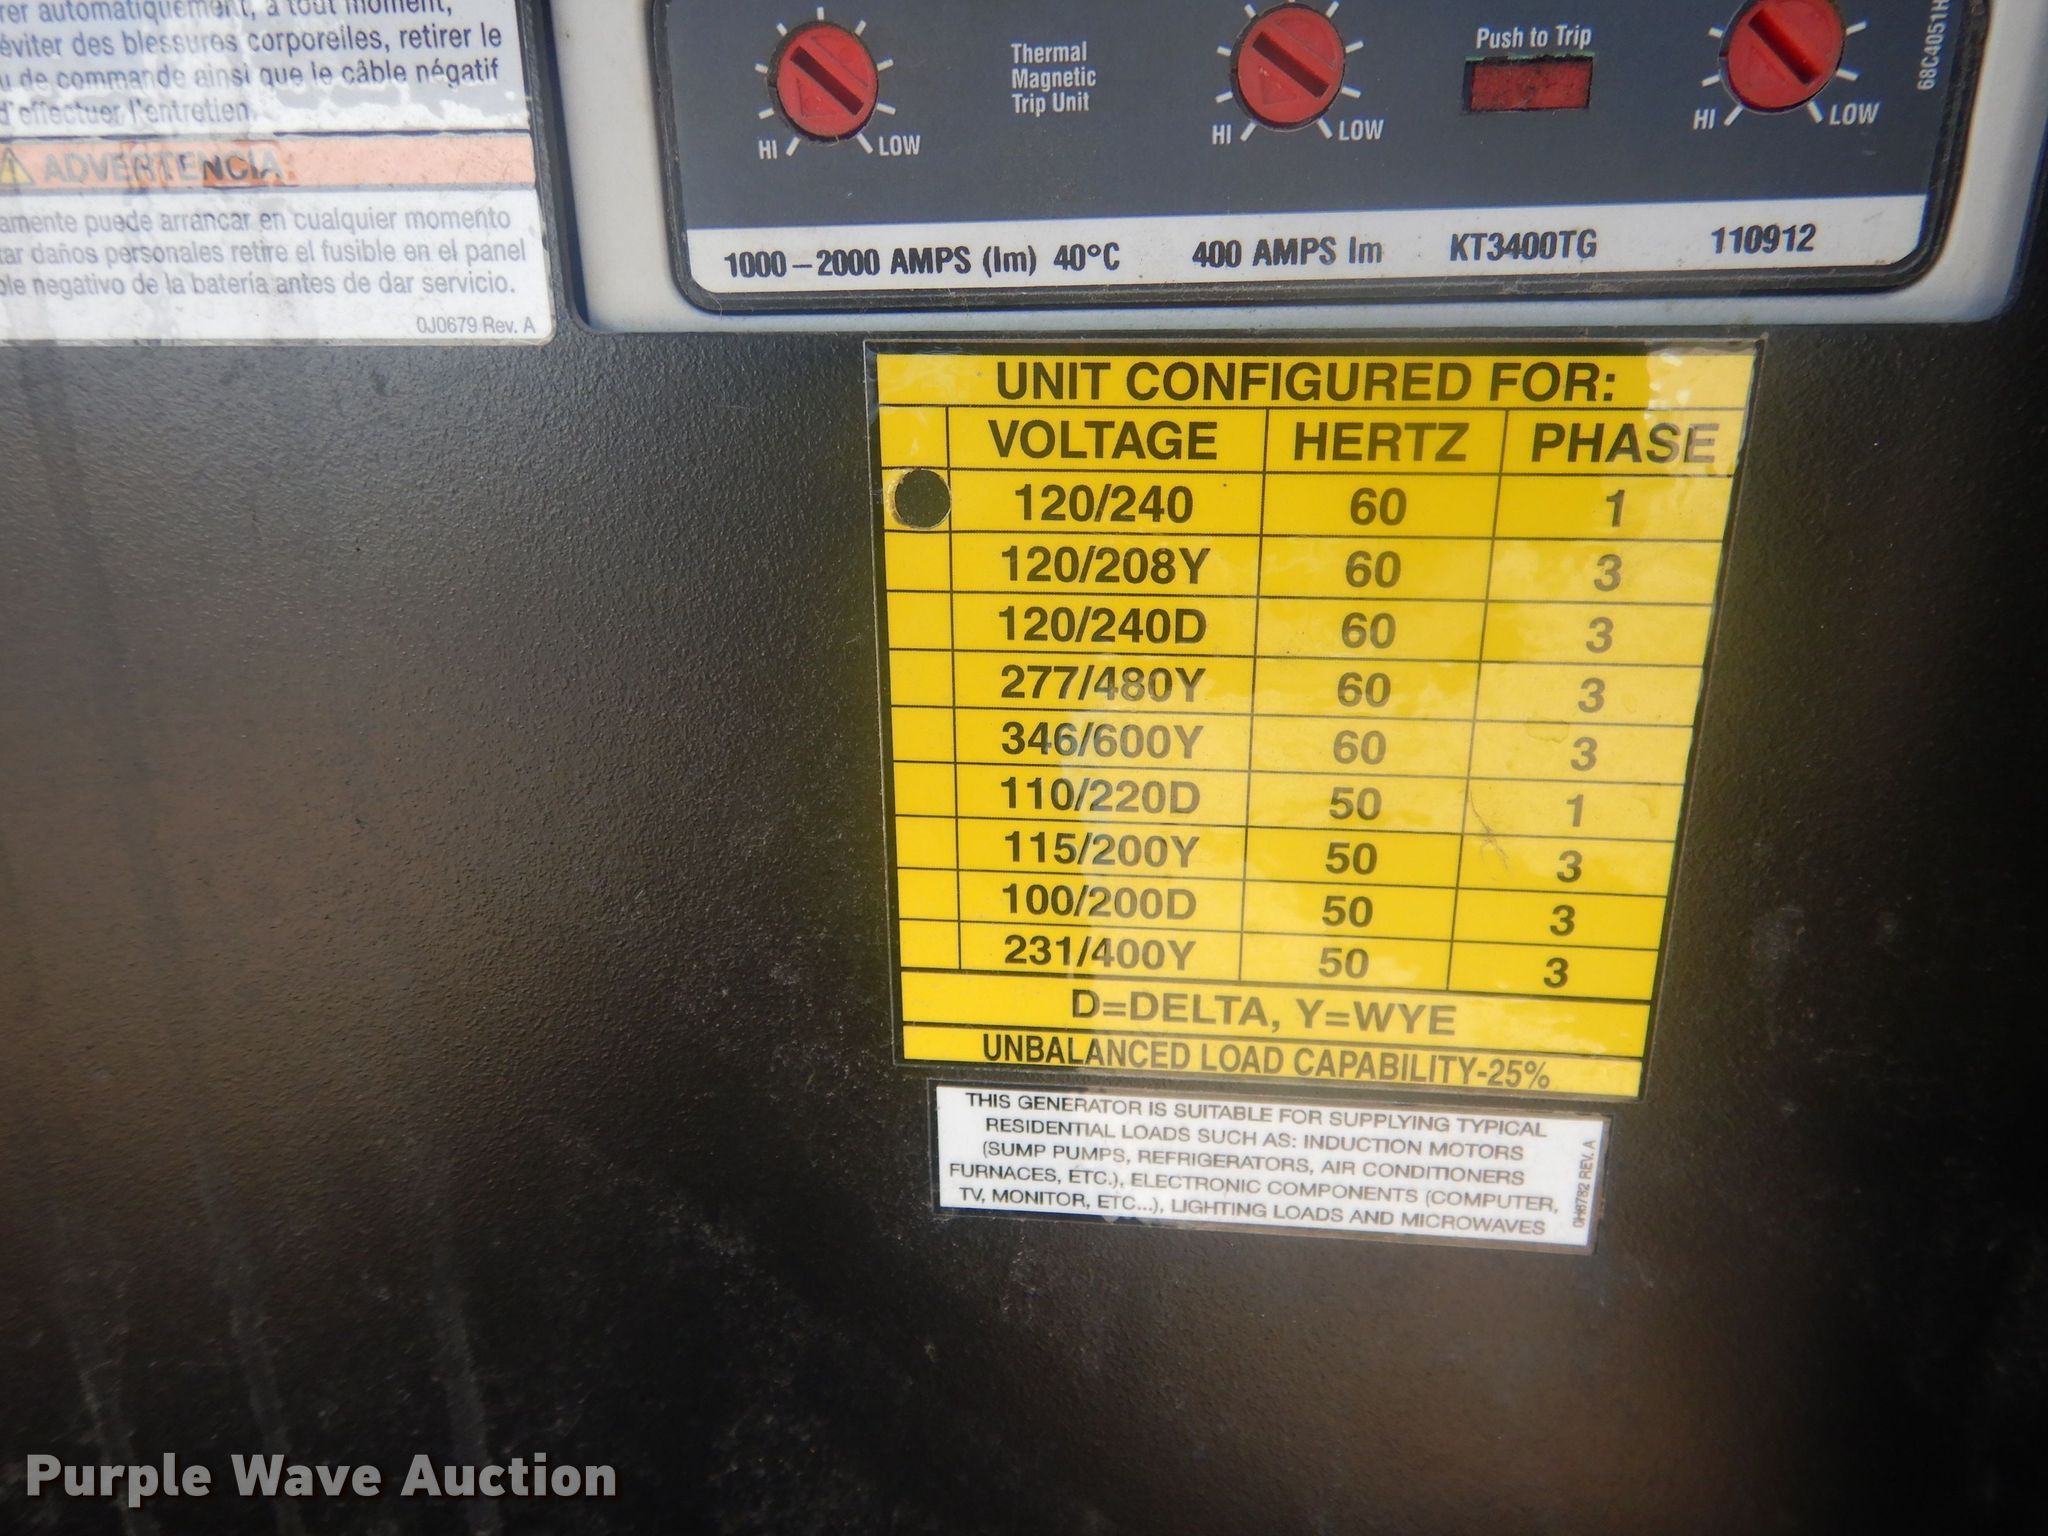 rer automatiquement, à tout moment,
éviter des blessures corporelles, retirer le
u de commande ainsi que le câble négatif
d'effectuer l'entretien.
ADVERTENCIA:
amente puede arrancar en cualquier momento
tar daños personales retire el fusible en el panel
ble negativo de la batería antes de dar servicio.
0J0679 Rev. A
Thermal
Magnetic
Trip Unit
Push to Trip
HI LOW
HI LOW
HI LOW
68C4051H
1000 – 2000 AMPS (Im) 40°C 400 AMPS Im KT3400TG 110912
UNIT CONFIGURED FOR:
VOLTAGE HERTZ PHASE
120/240 60 1
120/208Y 60 3
120/240D 60 3
277/480Y 60 3
346/600Y 60 3
110/220D 50 1
115/200Y 50 3
100/200D 50 3
231/400Y 50 3
D=DELTA, Y=WYE
UNBALANCED LOAD CAPABILITY-25%
THIS GENERATOR IS SUITABLE FOR SUPPLYING TYPICAL
RESIDENTIAL LOADS SUCH AS: INDUCTION MOTORS
(SUMP PUMPS, REFRIGERATORS, AIR CONDITIONERS
FURNACES, ETC.), ELECTRONIC COMPONENTS (COMPUTER,
TV, MONITOR, ETC...), LIGHTING LOADS AND MICROWAVES
0H8782 REV. A
Purple Wave Auction